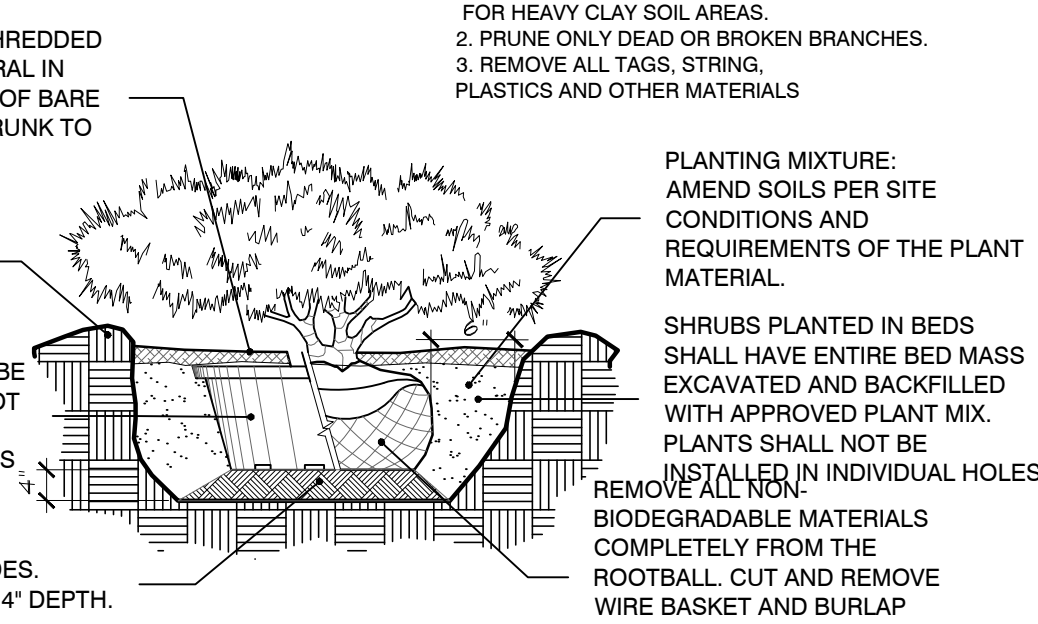 FOR HEAVY CLAY SOIL AREAS.
2. PRUNE ONLY DEAD OR BROKEN BRANCHES.
3. REMOVE ALL TAGS, STRING,
PLASTICS AND OTHER MATERIALS
HREDDED
RAL IN
OF BARE
RUNK TO
PLANTING MIXTURE:
AMEND SOILS PER SITE
CONDITIONS AND
REQUIREMENTS OF THE PLANT
MATERIAL.
6"
SHRUBS PLANTED IN BEDS
SHALL HAVE ENTIRE BED MASS
EXCAVATED AND BACKFILLED
WITH APPROVED PLANT MIX.
PLANTS SHALL NOT BE
INSTALLED IN INDIVIDUAL HOLES
BE
OT
S
4"
REMOVE ALL NON-
BIODEGRADABLE MATERIALS
COMPLETELY FROM THE
ROOTBALL. CUT AND REMOVE
WIRE BASKET AND BURLAP
DES.
4" DEPTH.